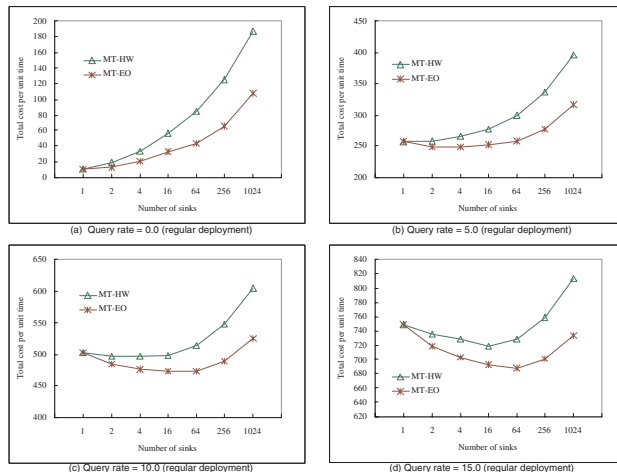 200
180
160
140
120
100
80
60
40
20
0
Total cost per unit time
MT-HW
MT-EO
1 2 4 16 64 256 1024
Number of sinks
(a) Query rate = 0.0 (regular deployment)
450
400
350
300
250
200
Total cost per unit time
MT-HW
MT-EO
1 2 4 16 64 256 1024
Number of sinks
(b) Query rate = 5.0 (regular deployment)
650
600
550
500
450
400
Total cost per unit time
MT-HW
MT-EO
1 2 4 16 64 256 1024
Number of sinks
(c) Query rate = 10.0 (regular deployment)
840
820
800
780
760
740
720
700
680
660
640
620
Total cost per unit time
MT-HW
MT-EO
1 2 4 16 64 256 1024
Number of sinks
(d) Query rate = 15.0 (regular deployment)